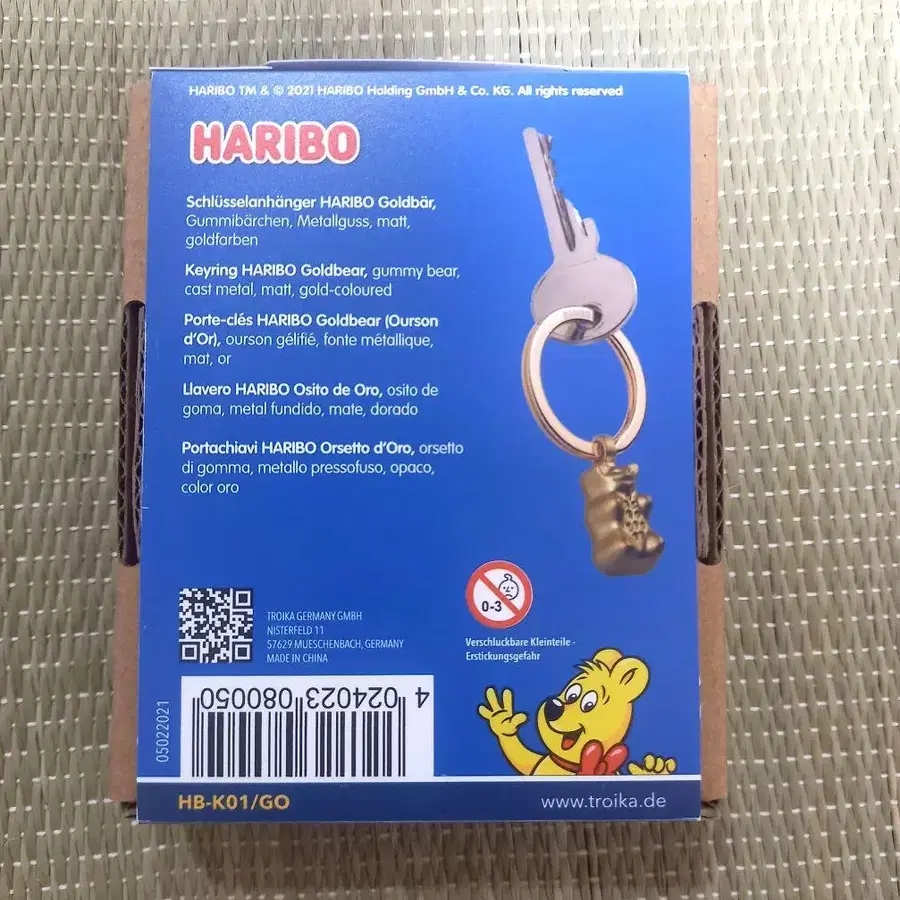 HARIBO TM & © 2021 HARIBO Holding GmbH & Co. KG. All rights reserved
HARIBO
Schlüsselanhänger HARIBO Goldbär,
Gummibärchen, Metallguss, matt,
goldfarben
Keyring HARIBO Goldbear, gummy bear,
cast metal, matt, gold-coloured
Porte-clés HARIBO Goldbear (Ourson
d'Or), ourson gélifié, fonte métallique,
mat, or
Llavero HARIBO Osito de Oro, osito de
goma, metal fundido, mate, dorado
Portachiavi HARIBO Orsetto d'Oro, orsetto
di gomma, metallo pressofuso, opaco,
color oro
0-3
Verschluckbare Kleinteile -
Erstickungsgefahr
TROIKA GERMANY GMBH
NISTERFELD 11
57629 MUESCHENBACH, GERMANY
MADE IN CHINA
05022021
4 024023 080050
HB-K01/GO
www.troika.de